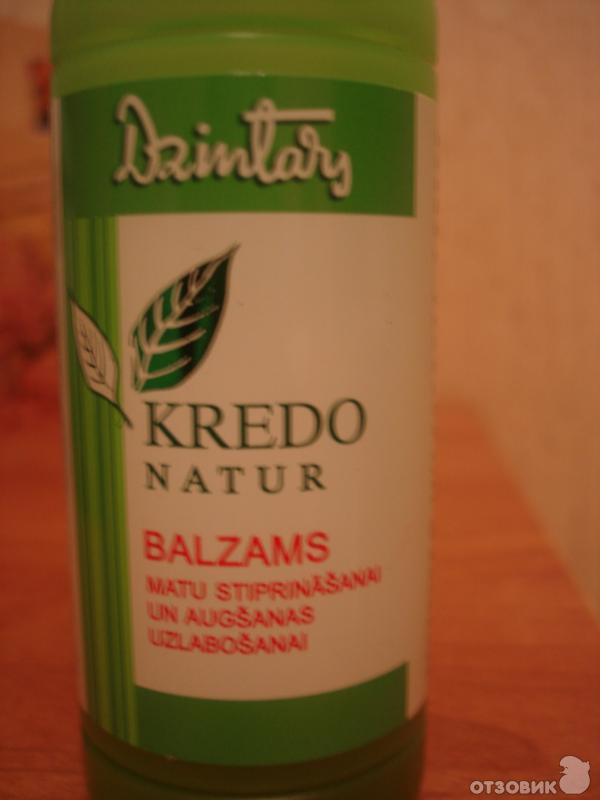 Dzintars
KREDO
NATUR
BALZAMS
MATU STIPRINĀŠANAI
UN AUGŠANAS
UZLABOŠANAI
ОТЗОВИК